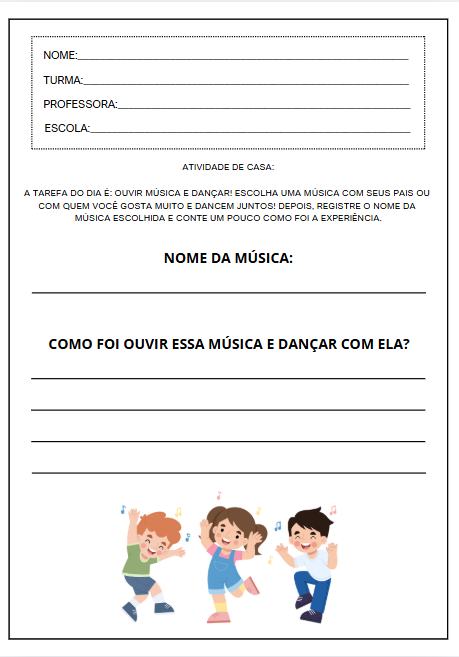 NOME:
TURMA:
PROFESSORA:
ESCOLA:
ATIVIDADE DE CASA:
A TAREFA DO DIA É: OUVIR MÚSICA E DANÇAR! ESCOLHA UMA MÚSICA COM SEUS PAIS OU
COM QUEM VOCÊ GOSTA MUITO E DANCEM JUNTOS! DEPOIS, REGISTRE O NOME DA
MÚSICA ESCOLHIDA E CONTE UM POUCO COMO FOI A EXPERIÊNCIA.
NOME DA MÚSICA:
COMO FOI OUVIR ESSA MÚSICA E DANÇAR COM ELA?